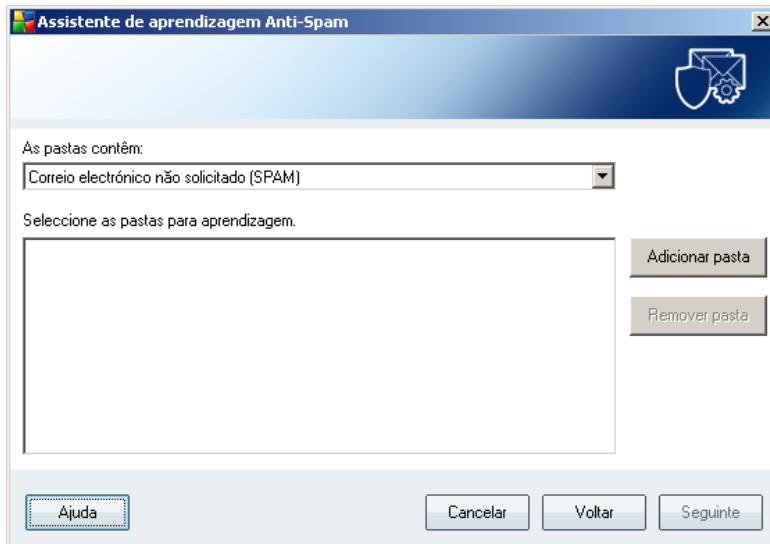 Assistente de aprendizagem Anti-Spam
As pastas contêm:
Correio electrónico não solicitado (SPAM)
Seleccione as pastas para aprendizagem.
Adicionar pasta
Remover pasta
Ajuda
Cancelar
Voltar
Seguinte